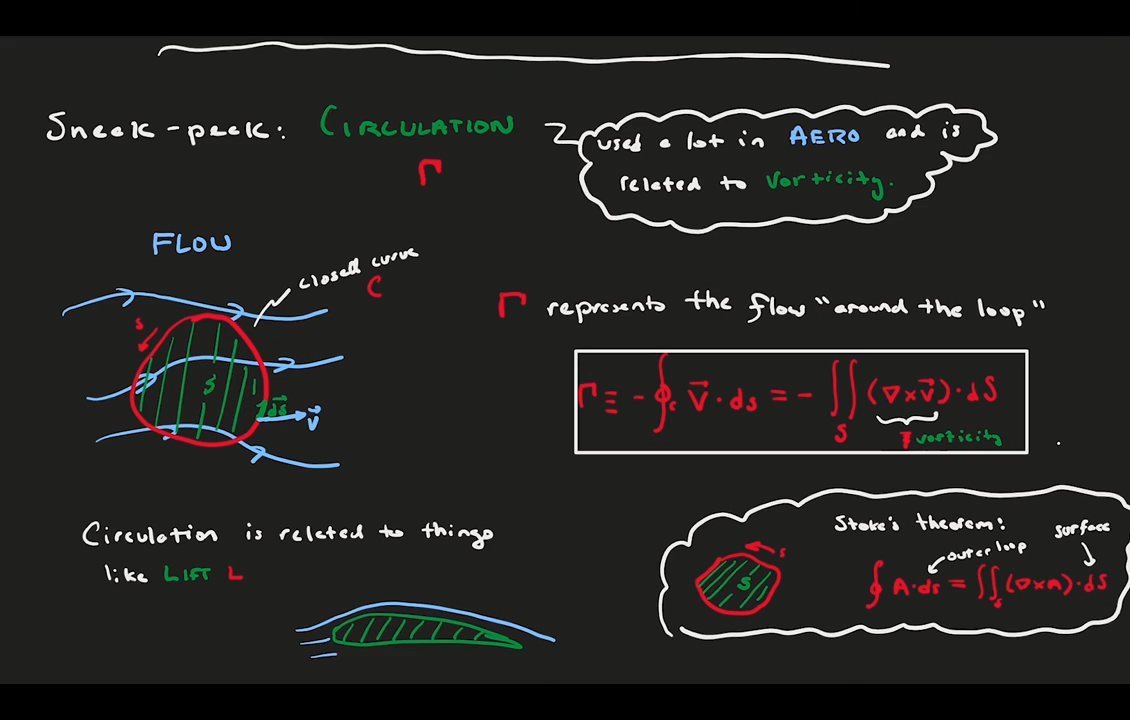 Sneek-peek: CIRCULATION
Γ
used a lot in AERO and is
related to vorticity.
FLOW
closed curve
C
s
S
ds
V
Γ represents the flow "around the loop"
Γ ≡ -∮c V⃗·ds = -∬S (∇×V⃗)·dS
vorticity
Circulation is related to things
like LIFT L
Stoke's theorem:
surface
outer loop
s
S
∮ A·ds = ∬s (∇×A)·dS